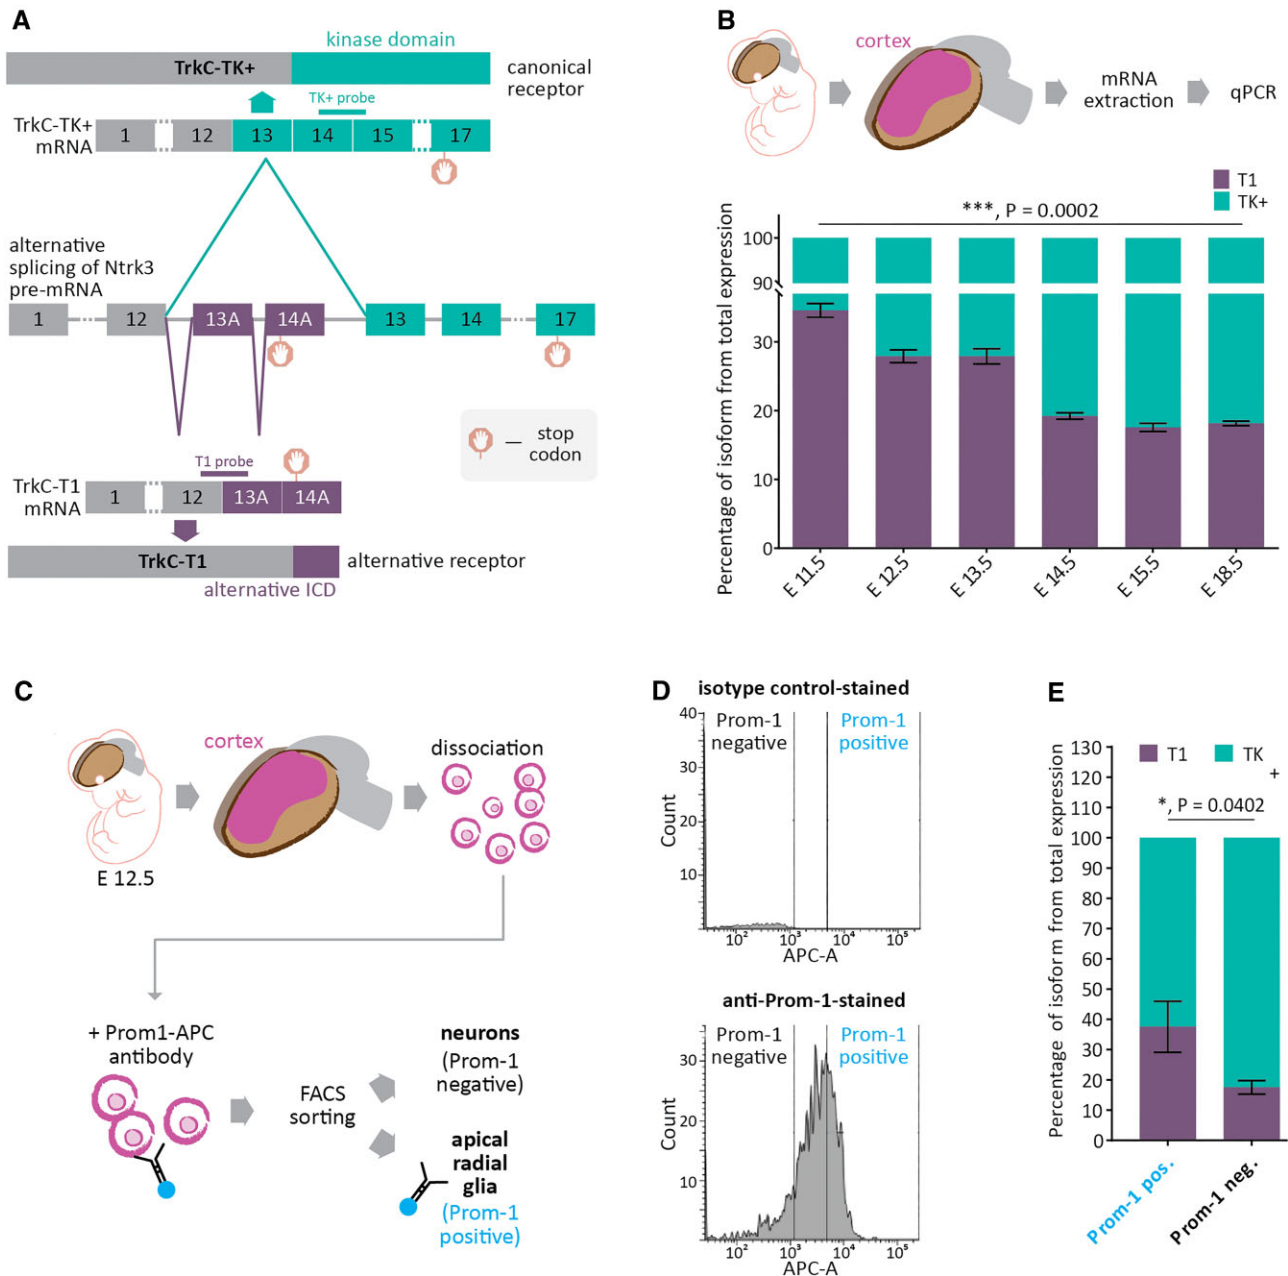 A
kinase domain
TrkC-TK+
canonical
receptor
TK+ probe
TrkC-TK+
mRNA
1 12 13 14 15 17
alternative
splicing of Ntrk3
pre-mRNA
1 12 13A 14A 13 14 17
stop
codon
T1 probe
TrkC-T1
mRNA
1 12 13A 14A
TrkC-T1
alternative receptor
alternative ICD
B
cortex
mRNA
extraction
qPCR
T1
TK+
***, P = 0.0002
Percentage of isoform from total expression
100
90
30
20
10
0
E 11.5 E 12.5 E 13.5 E 14.5 E 15.5 E 18.5
C
cortex
dissociation
E 12.5
+ Prom1-APC
antibody
FACS
sorting
neurons
(Prom-1
negative)
apical
radial
glia
(Prom-1
positive)
D
isotype control-stained
Prom-1
negative
Prom-1
positive
Count
40
30
20
10
10² 10³ 10⁴ 10⁵
APC-A
anti-Prom-1-stained
Prom-1
negative
Prom-1
positive
Count
30
20
10
10² 10³ 10⁴ 10⁵
APC-A
E
T1
TK
+
*, P = 0.0402
Percentage of isoform from total expression
130
120
110
100
90
80
70
60
50
40
30
20
10
0
Prom-1 pos.
Prom-1 neg.